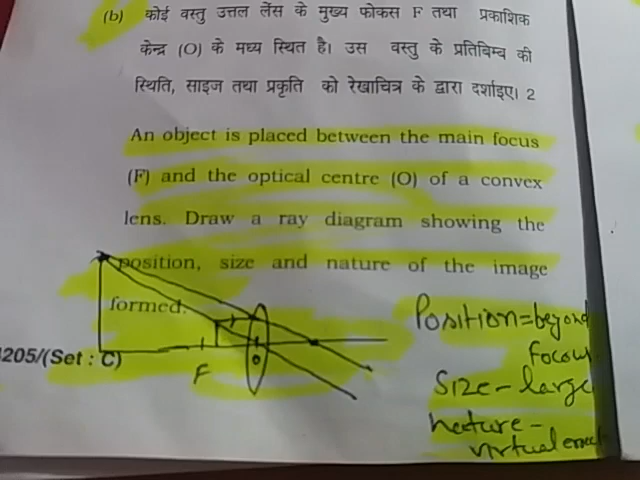 (b) कोई वस्तु उत्तल लेंस के मुख्य फोकस F तथा प्रकाशिक
केन्द्र (O) के मध्य स्थित है। उस वस्तु के प्रतिबिम्ब की
स्थिति, साइज तथा प्रकृति को रेखाचित्र के द्वारा दर्शाइए। 2
An object is placed between the main focus
(F) and the optical centre (O) of a convex
lens. Draw a ray diagram showing the
position, size and nature of the image
formed.
Position=beyond
focus
205/(Set : C)
F
O
Size - large
nature -
virtual erect